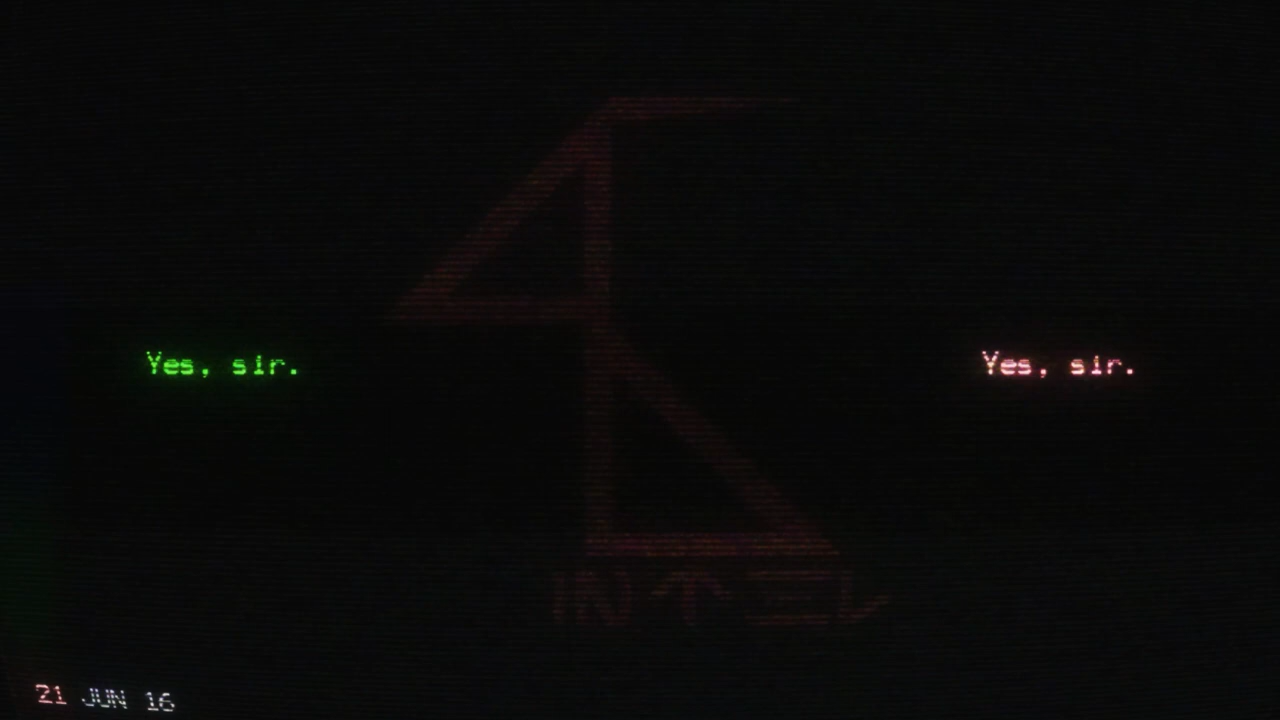 Yes, sir.
Yes, sir.
INTEL
21 JUN 16